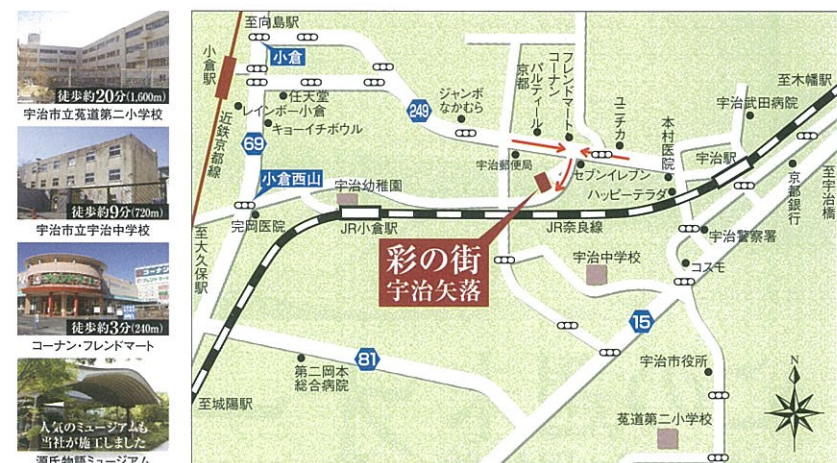 徒歩約20分(1,600m)
宇治市立菟道第二小学校
徒歩約9分(720m)
宇治市立宇治中学校
徒歩約3分(240m)
コーナン・フレンドマート
人気のミュージアムも
当社が施工しました
源氏物語ミュージアム
至向島駅
小倉
小倉駅
任天堂
レインボー小倉
キョーイチボウル
近鉄京都線
69
249
ジャンボ
なかむら
パルティール
京都
フレンドマート
コーナン
ユニチカ
本村医院
宇治武田病院
至木幡駅
宇治駅
宇治郵便局
セブンイレブン
ハッピーテラダ
京都銀行
至宇治橋
小倉西山
宇治幼稚園
完岡医院
JR小倉駅
JR奈良線
至大久保駅
彩の街
宇治矢落
宇治中学校
宇治警察署
コスモ
15
81
第二岡本
総合病院
至城陽駅
宇治市役所
菟道第二小学校
N